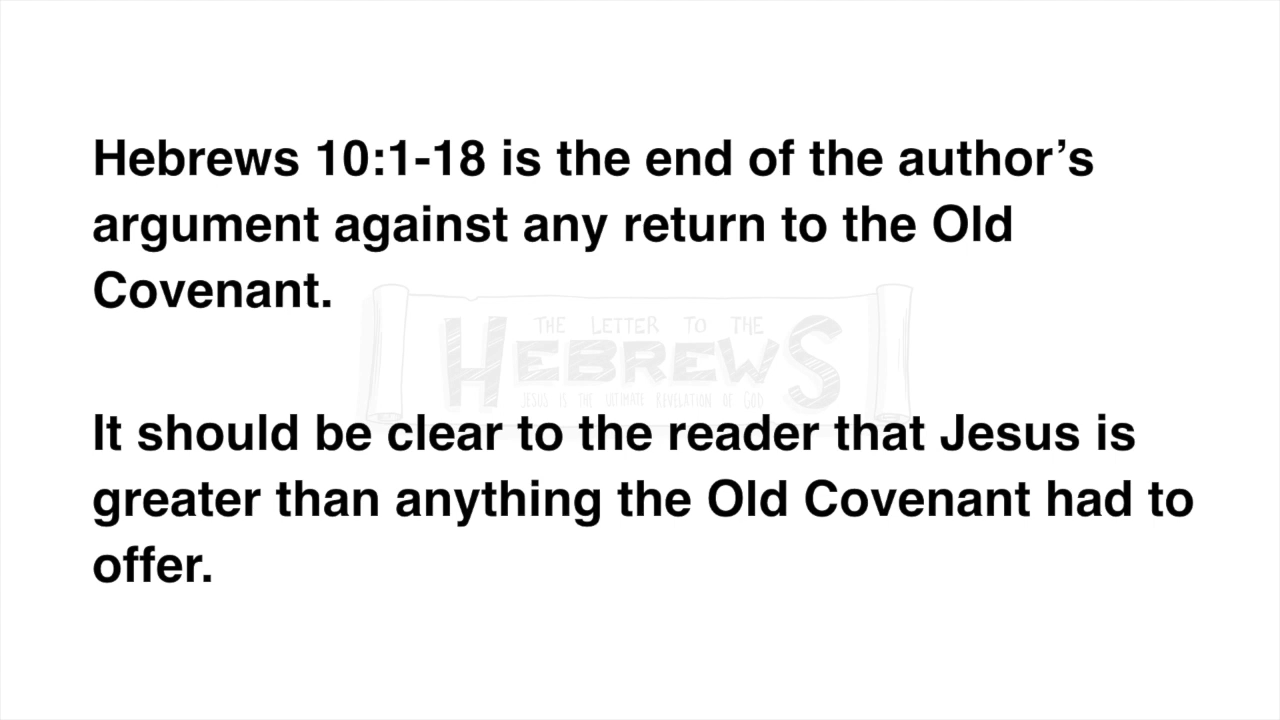 Hebrews 10:1-18 is the end of the author’s
argument against any return to the Old
Covenant.
THE LETTER TO THE
HEBREWS
JESUS IS THE ULTIMATE REVELATION OF GOD
It should be clear to the reader that Jesus is
greater than anything the Old Covenant had to
offer.